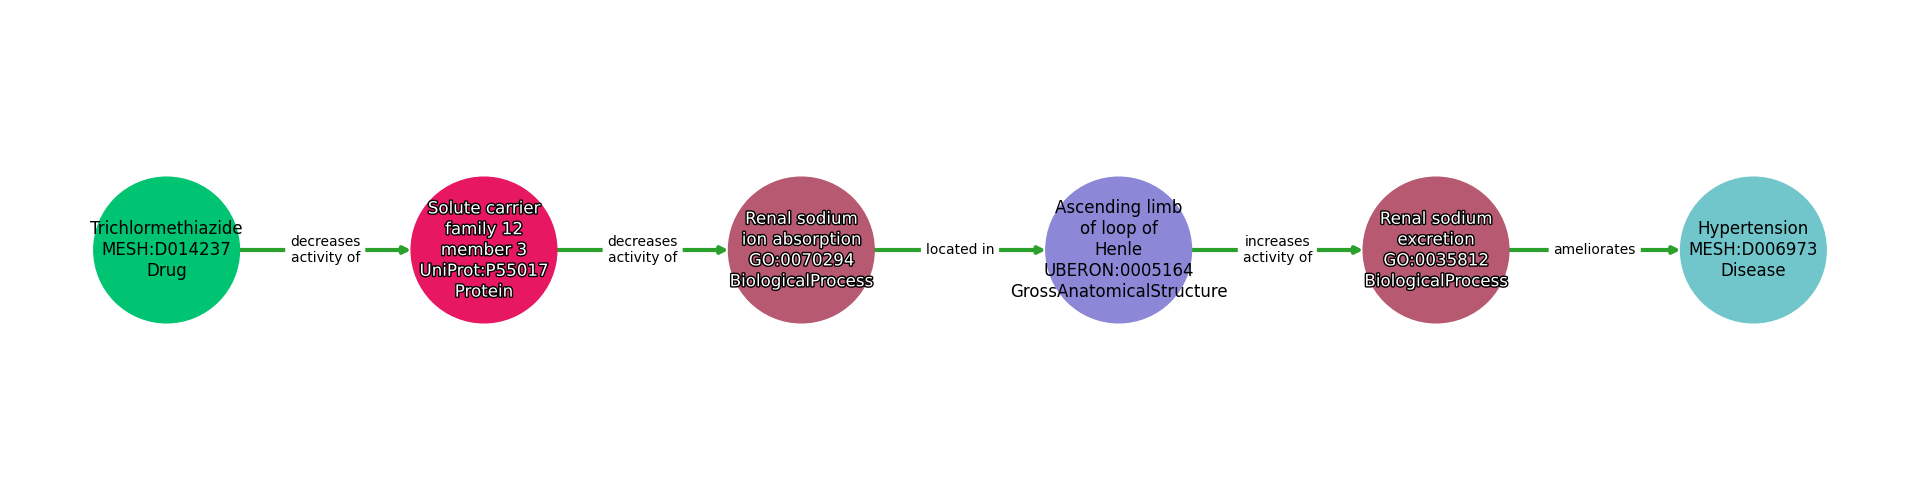 Trichlormethiazide
MESH:D014237
Drug
decreases
activity of
Solute carrier
family 12
member 3
UniProt:P55017
Protein
decreases
activity of
Renal sodium
ion absorption
GO:0070294
BiologicalProcess
located in
Ascending limb
of loop of
Henle
UBERON:0005164
GrossAnatomicalStructure
increases
activity of
Renal sodium
excretion
GO:0035812
BiologicalProcess
ameliorates
Hypertension
MESH:D006973
Disease